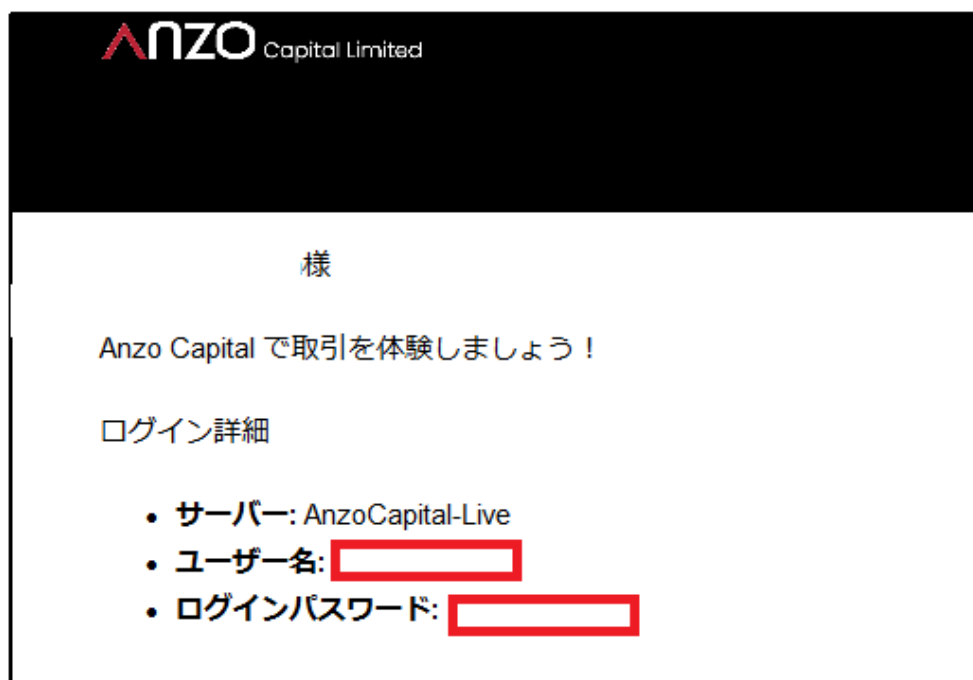 ANZO Capital Limited
様
Anzo Capital で取引を体験しましょう！
ログイン詳細
• サーバー: AnzoCapital-Live
• ユーザー名:
• ログインパスワード: